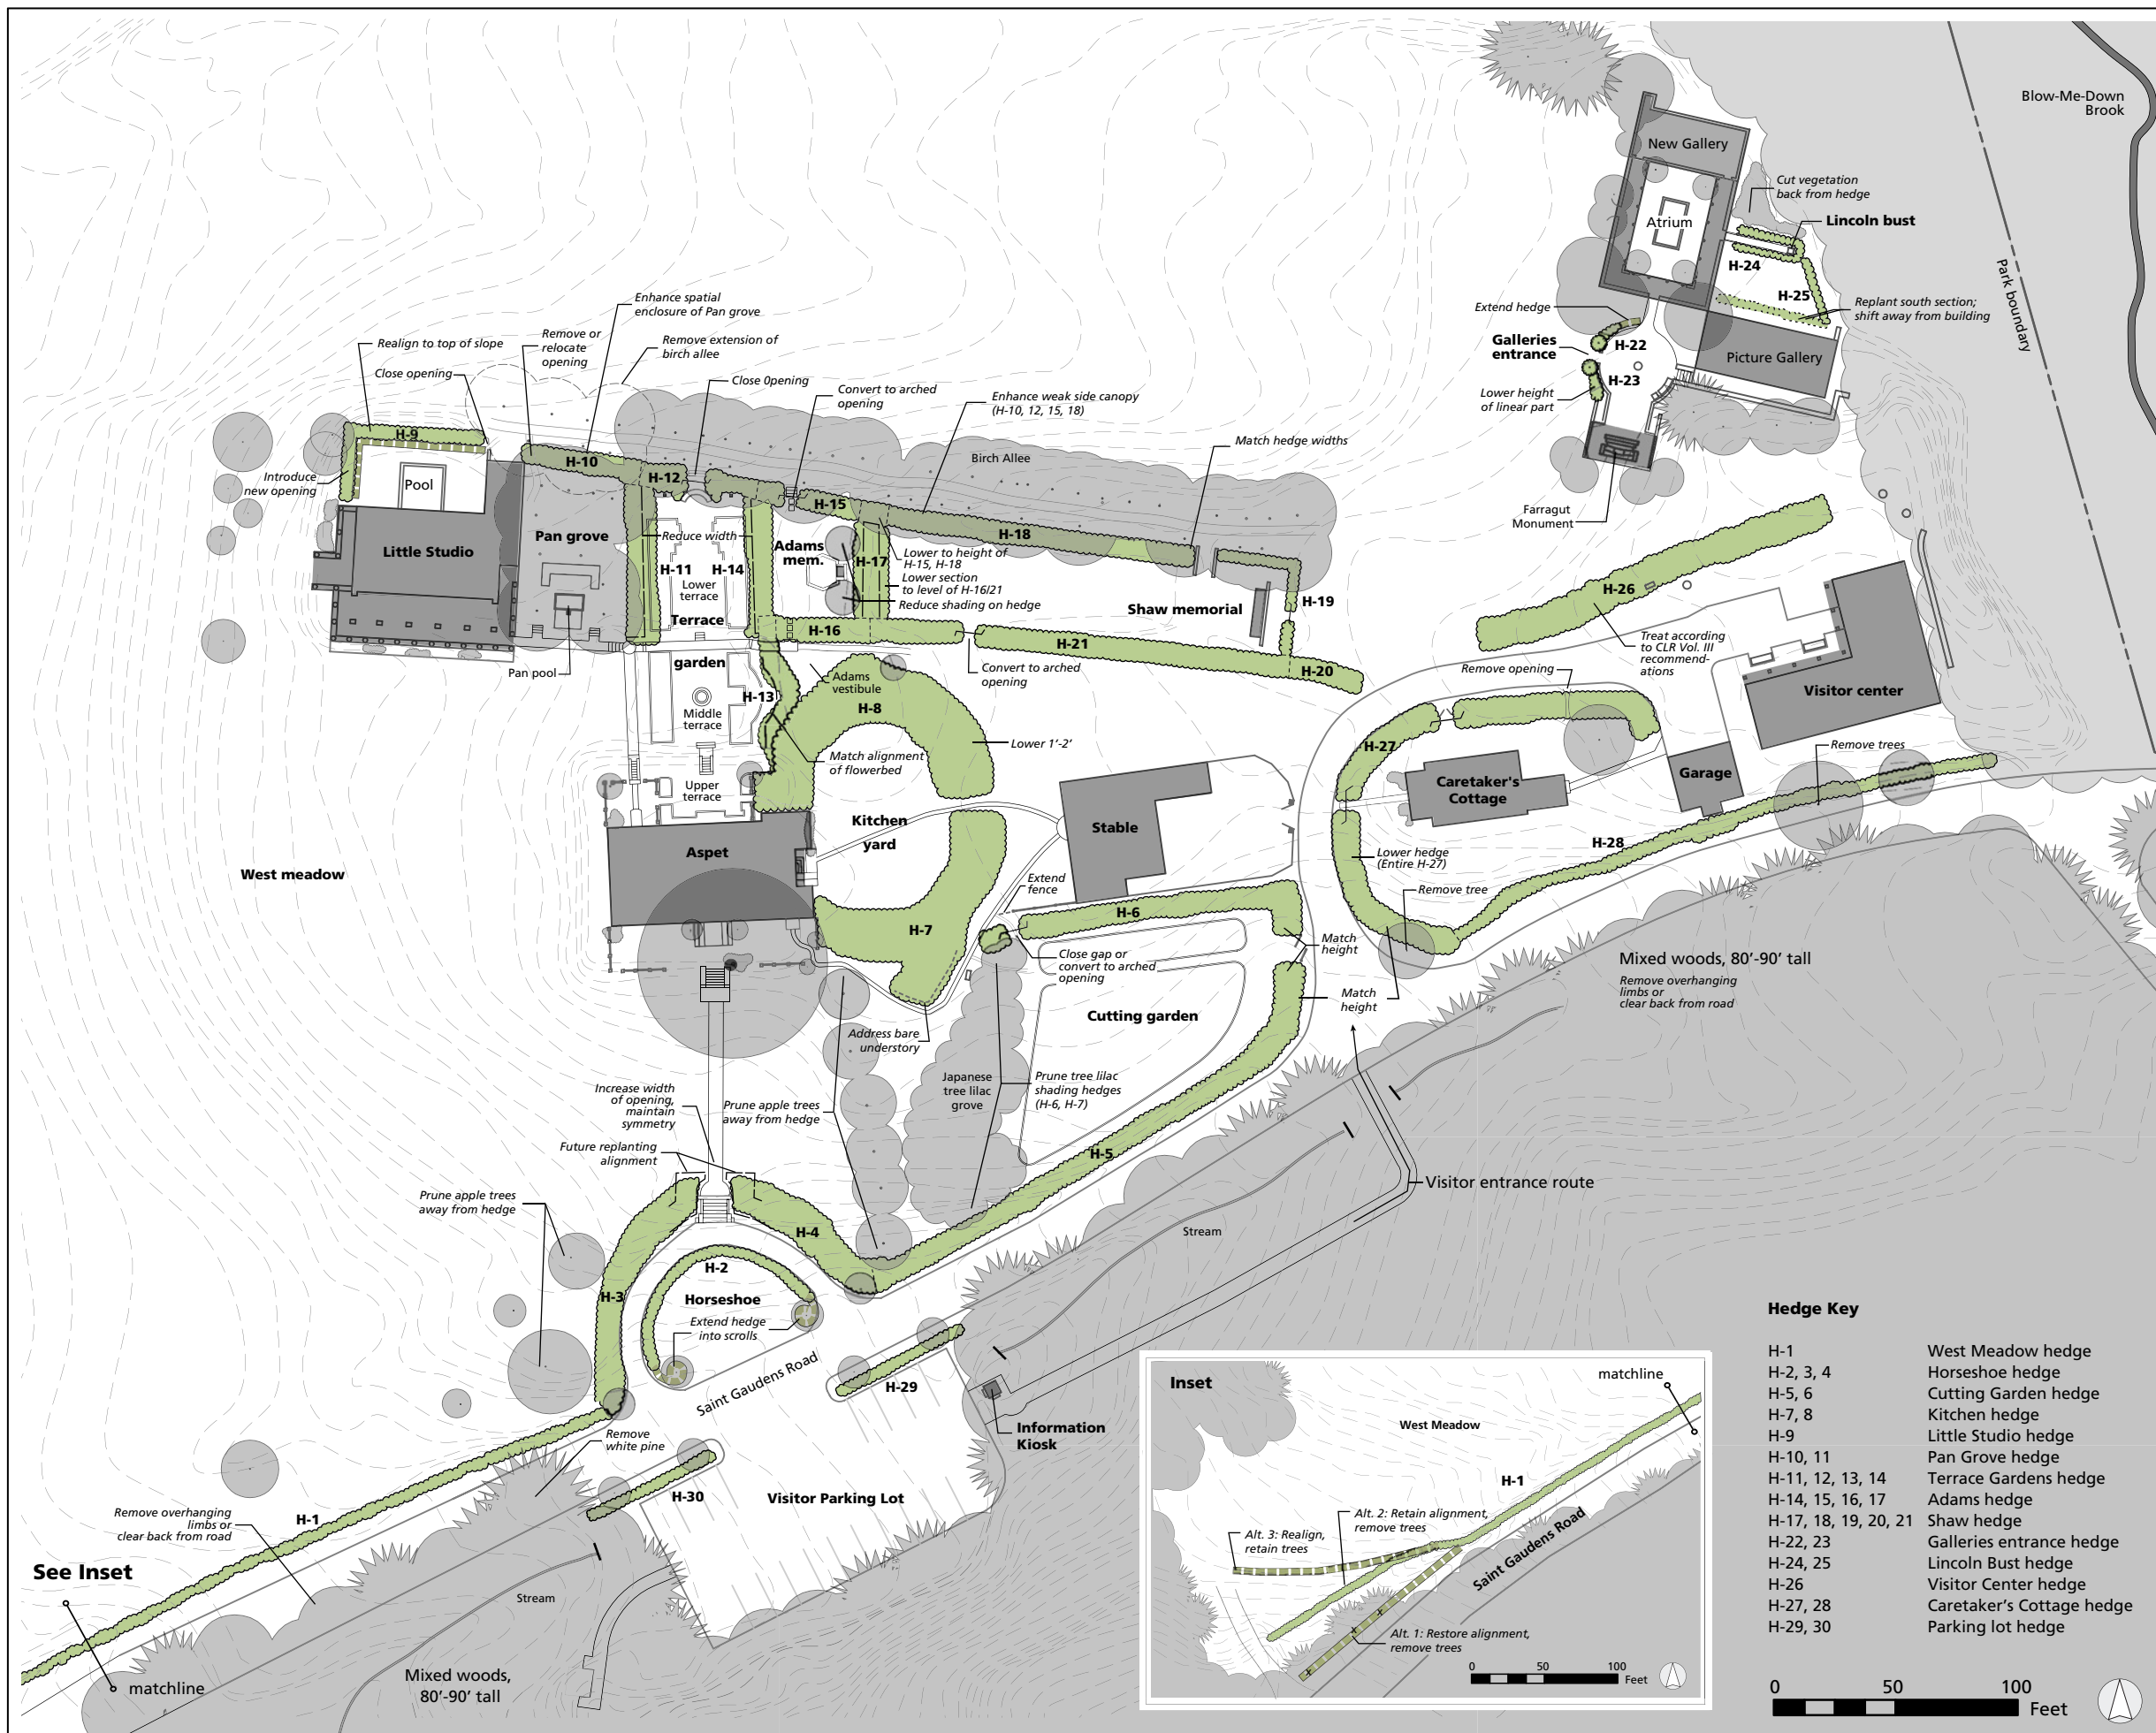 Blow-Me-Down
Brook
New Gallery
Cut vegetation
back from hedge
Atrium
Lincoln bust
H-24
H-25
Park boundary
Extend hedge
Replant south section;
shift away from building
Galleries
entrance
H-22
Picture Gallery
H-23
Lower height
of linear part
Farragut
Monument
Enhance spatial
enclosure of Pan grove
Realign to top of slope
Remove or
relocate
opening
Remove extension of
birch allee
Close opening
Close 0pening
Convert to arched
opening
Enhance weak side canopy
(H-10, 12, 15, 18)
Match hedge widths
H-9
H-10
H-12
Birch Allee
Introduce
new opening
Pool
H-15
H-18
Little Studio
Pan grove
Reduce width
Adams
mem.
H-17
Lower to height of
H-15, H-18
Lower section
to level of H-16/21
Reduce shading on hedge
H-11
H-14
Lower
terrace
Terrace
garden
Shaw memorial
H-19
H-16
H-21
H-20
Convert to arched
opening
Pan pool
Adams
vestibule
H-13
H-8
Middle
terrace
Lower 1’-2’
Match alignment
of flowerbed
Upper
terrace
H-26
Treat according
to CLR Vol. III
recommend-
ations
Remove opening
Visitor center
H-27
Remove trees
Caretaker's
Cottage
Garage
H-28
Lower hedge
(Entire H-27)
Remove tree
West meadow
Aspet
Kitchen
yard
Stable
Extend
fence
H-6
H-7
Match
height
Close gap or
convert to arched
opening
Match
height
Mixed woods, 80’-90’ tall
Remove overhanging
limbs or
clear back from road
Cutting garden
Address bare
understory
Japanese
tree lilac
grove
Prune tree lilac
shading hedges
(H-6, H-7)
Increase width
of opening,
maintain
symmetry
Prune apple trees
away from hedge
Future replanting
alignment
H-5
Visitor entrance route
Prune apple trees
away from hedge
Stream
H-4
H-2
H-3
Horseshoe
Extend hedge
into scrolls
Saint Gaudens Road
H-29
Information
Kiosk
Remove
white pine
H-30
Visitor Parking Lot
Remove overhanging
limbs or
clear back from road
H-1
See Inset
Stream
matchline
Mixed woods,
80’-90’ tall
Inset
matchline
West Meadow
H-1
Alt. 2: Retain alignment,
remove trees
Alt. 3: Realign,
retain trees
Saint Gaudens Road
Alt. 1: Restore alignment,
remove trees
0 50 100
Feet
Hedge Key
H-1 West Meadow hedge
H-2, 3, 4 Horseshoe hedge
H-5, 6 Cutting Garden hedge
H-7, 8 Kitchen hedge
H-9 Little Studio hedge
H-10, 11 Pan Grove hedge
H-11, 12, 13, 14 Terrace Gardens hedge
H-14, 15, 16, 17 Adams hedge
H-17, 18, 19, 20, 21 Shaw hedge
H-22, 23 Galleries entrance hedge
H-24, 25 Lincoln Bust hedge
H-26 Visitor Center hedge
H-27, 28 Caretaker’s Cottage hedge
H-29, 30 Parking lot hedge
0 50 100
Feet